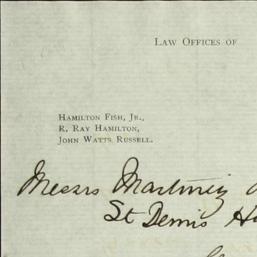 LAW OFFICES OF
HAMILTON FISH, JR.,
R. RAY HAMILTON,
JOHN WATTS RUSSELL.
Messrs Martinez
St Denis